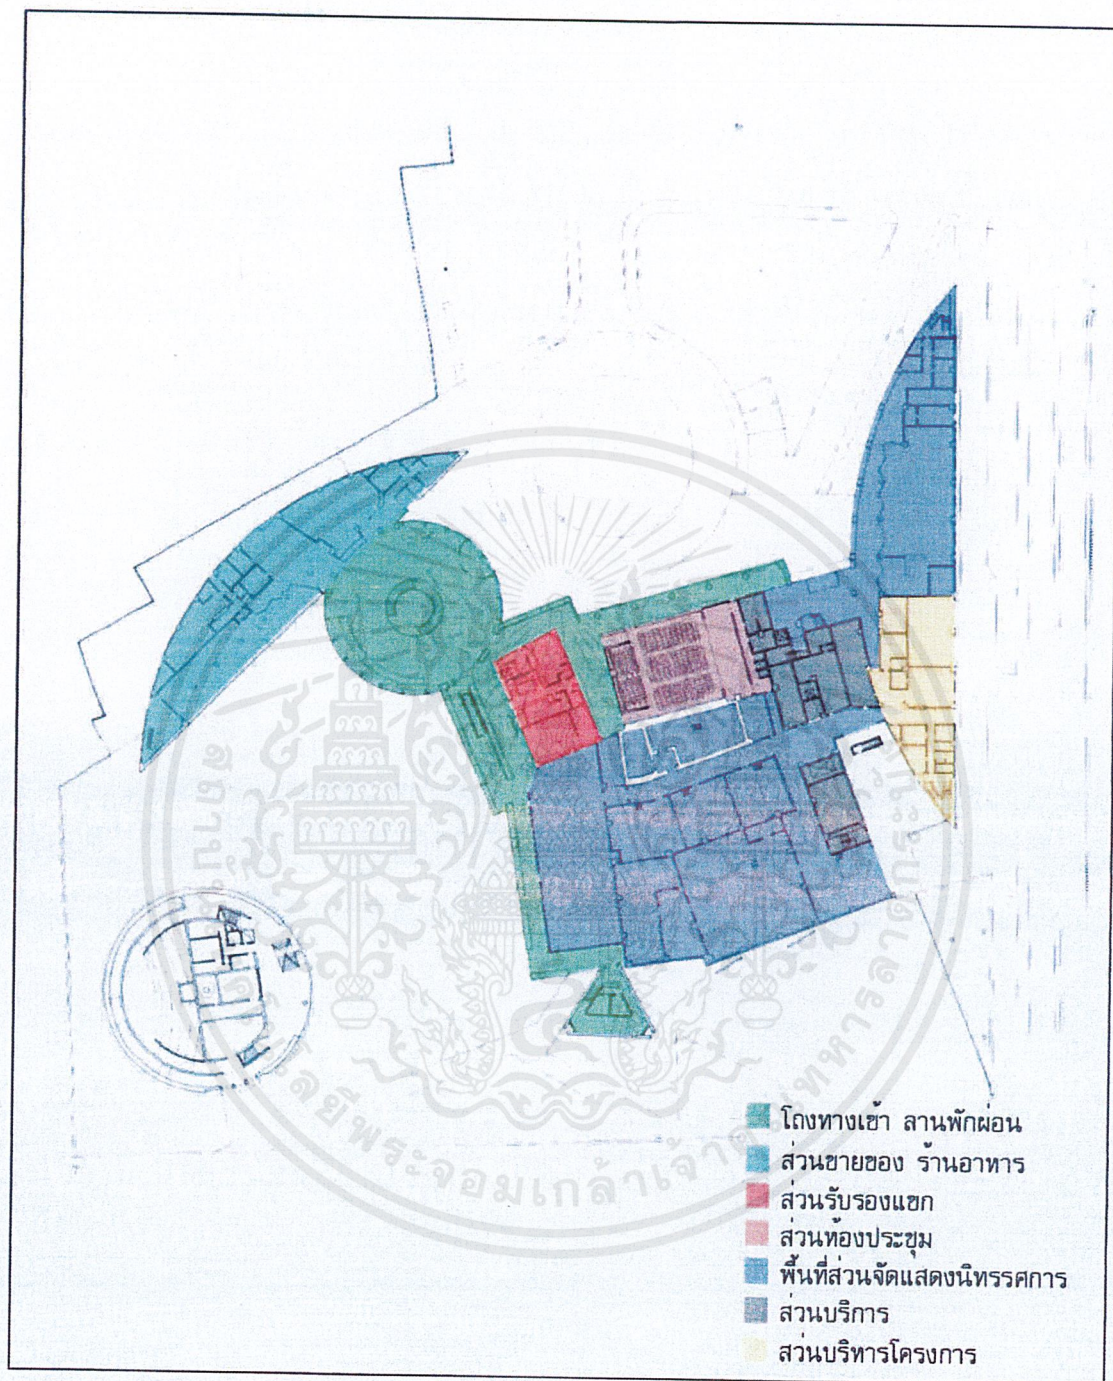 โถงทางเข้า ลานพักผ่อน
ส่วนขายของ ร้านอาหาร
ส่วนรับรองแขก
ส่วนห้องประชุม
พื้นที่ส่วนจัดแสดงนิทรรศการ
ส่วนบริการ
สว่นบริหารโครงการ